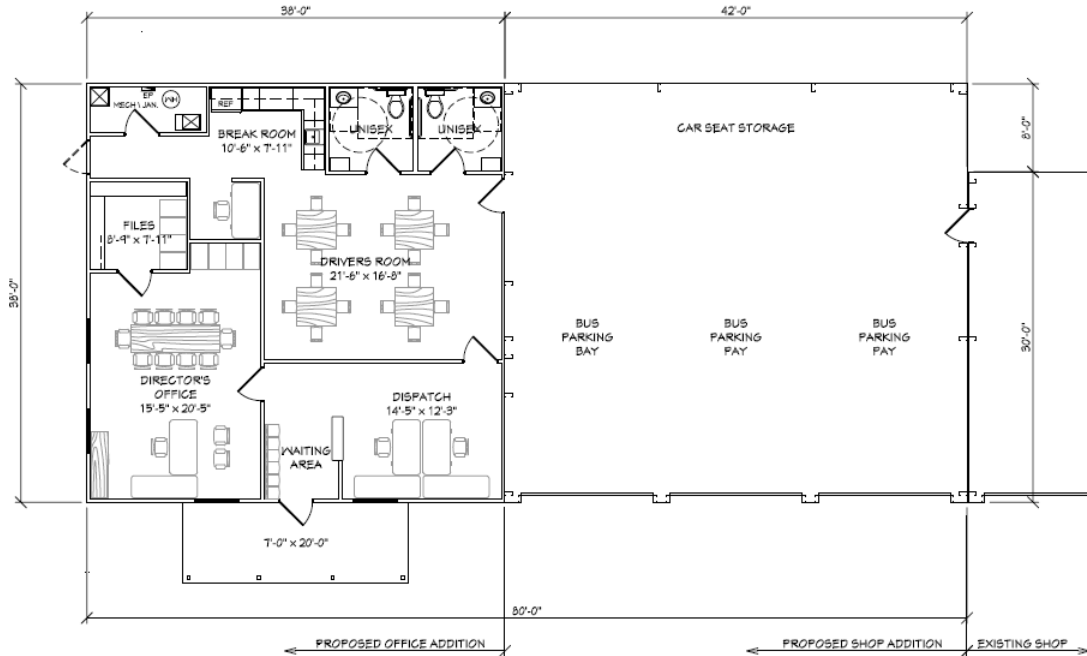 38'-0"
42'-0"
EP
MECH \ JAN.
WH
REF
BREAK ROOM
10'-6" x 7'-11"
UNISEX
UNISEX
CAR SEAT STORAGE
8'-0"
FILES
8'-9" x 7'-11"
DRIVERS ROOM
21'-6" x 16'-8"
38'-0"
30'-0"
BUS
PARKING
BAY
BUS
PARKING
PAY
BUS
PARKING
PAY
DIRECTOR'S
OFFICE
15'-5" x 20'-5"
DISPATCH
14'-5" x 12'-3"
WAITING
AREA
7'-0" x 20'-0"
80'-0"
PROPOSED OFFICE ADDITION
PROPOSED SHOP ADDITION
EXISTING SHOP